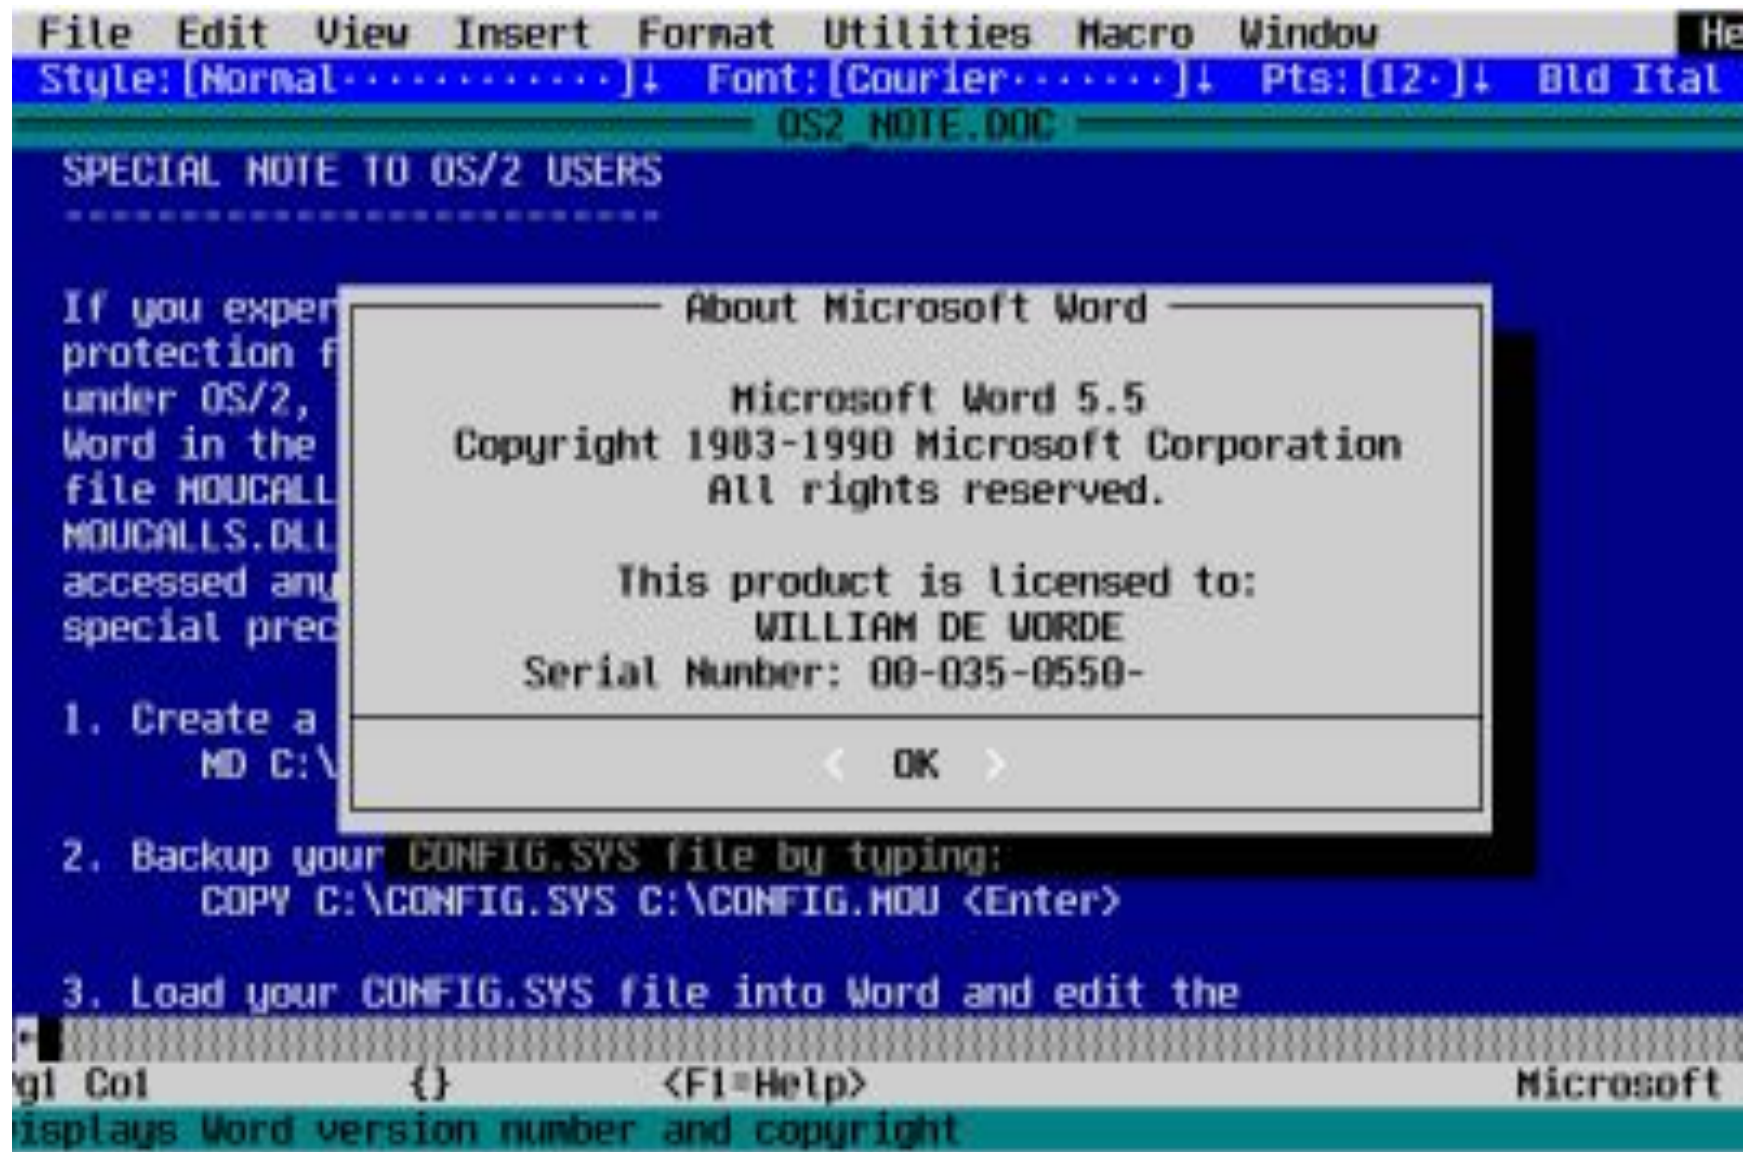 File Edit View Insert Format Utilities Macro Window He
Style:[Normal············]↓ Font:[Courier·······]↓ Pts:[12·]↓ Bld Ital
OS2_NOTE.DOC
SPECIAL NOTE TO OS/2 USERS
--------------------------
If you exper
protection f
under OS/2,
Word in the
file MOUCALL
MOUCALLS.DLL
accessed any
special prec
1. Create a
MD C:\
About Microsoft Word
Microsoft Word 5.5
Copyright 1983-1990 Microsoft Corporation
All rights reserved.
This product is licensed to:
WILLIAM DE WORDE
Serial Number: 00-035-0550-
< OK >
2. Backup your CONFIG.SYS file by typing:
COPY C:\CONFIG.SYS C:\CONFIG.MOU <Enter>
3. Load your CONFIG.SYS file into Word and edit the
g1 Co1 {} <F1=Help> Microsoft
isplays Word version number and copyright